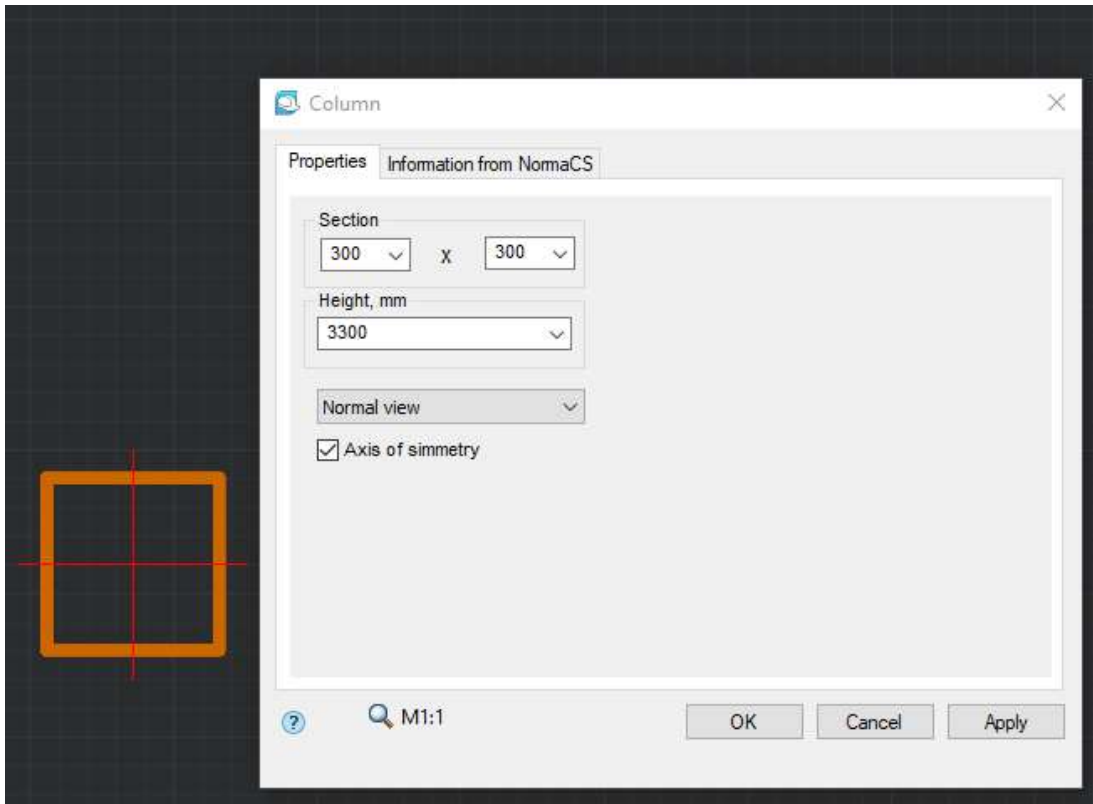 Column
Properties
Information from NormaCS
Section
300 x 300
Height, mm
3300
Normal view
Axis of simmetry
? M1:1 OK Cancel Apply